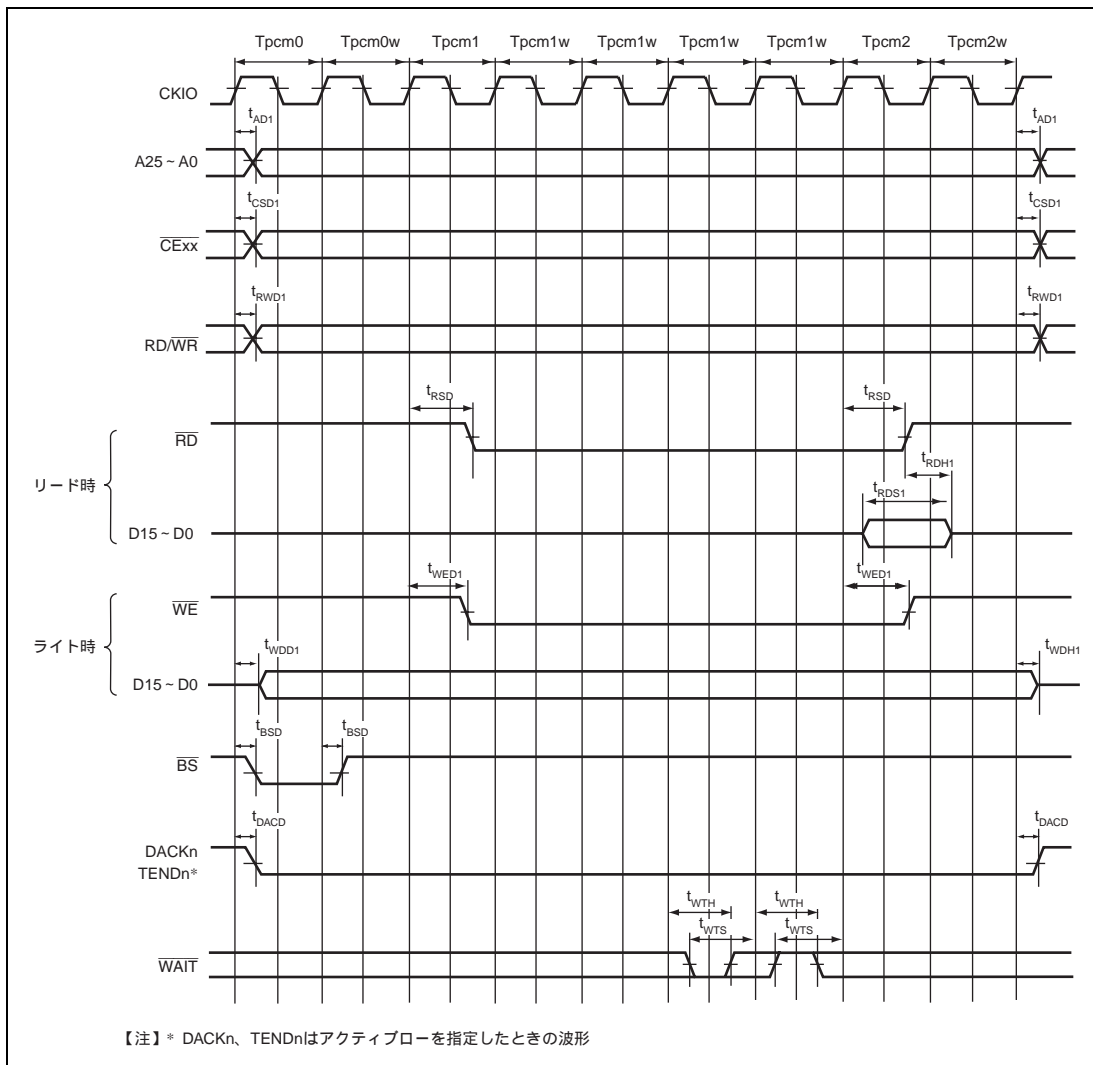 Tpcm0 Tpcm0w Tpcm1 Tpcm1w Tpcm1w Tpcm1w Tpcm1w Tpcm2 Tpcm2w
CKIO
tAD1 tAD1
A25 ~ A0
tCSD1 tCSD1
CExx
tRWD1 tRWD1
RD/WR
tRSD tRSD
RD
tRDH1
リード時
tRDS1
D15 ~ D0
tWED1 tWED1
WE
ライト時
tWDD1 tWDH1
D15 ~ D0
tBSD tBSD
BS
tDACD tDACD
DACKn
TENDn*
tWTH tWTH
tWTS tWTS
WAIT
【注】* DACKn、TENDnはアクティブローを指定したときの波形